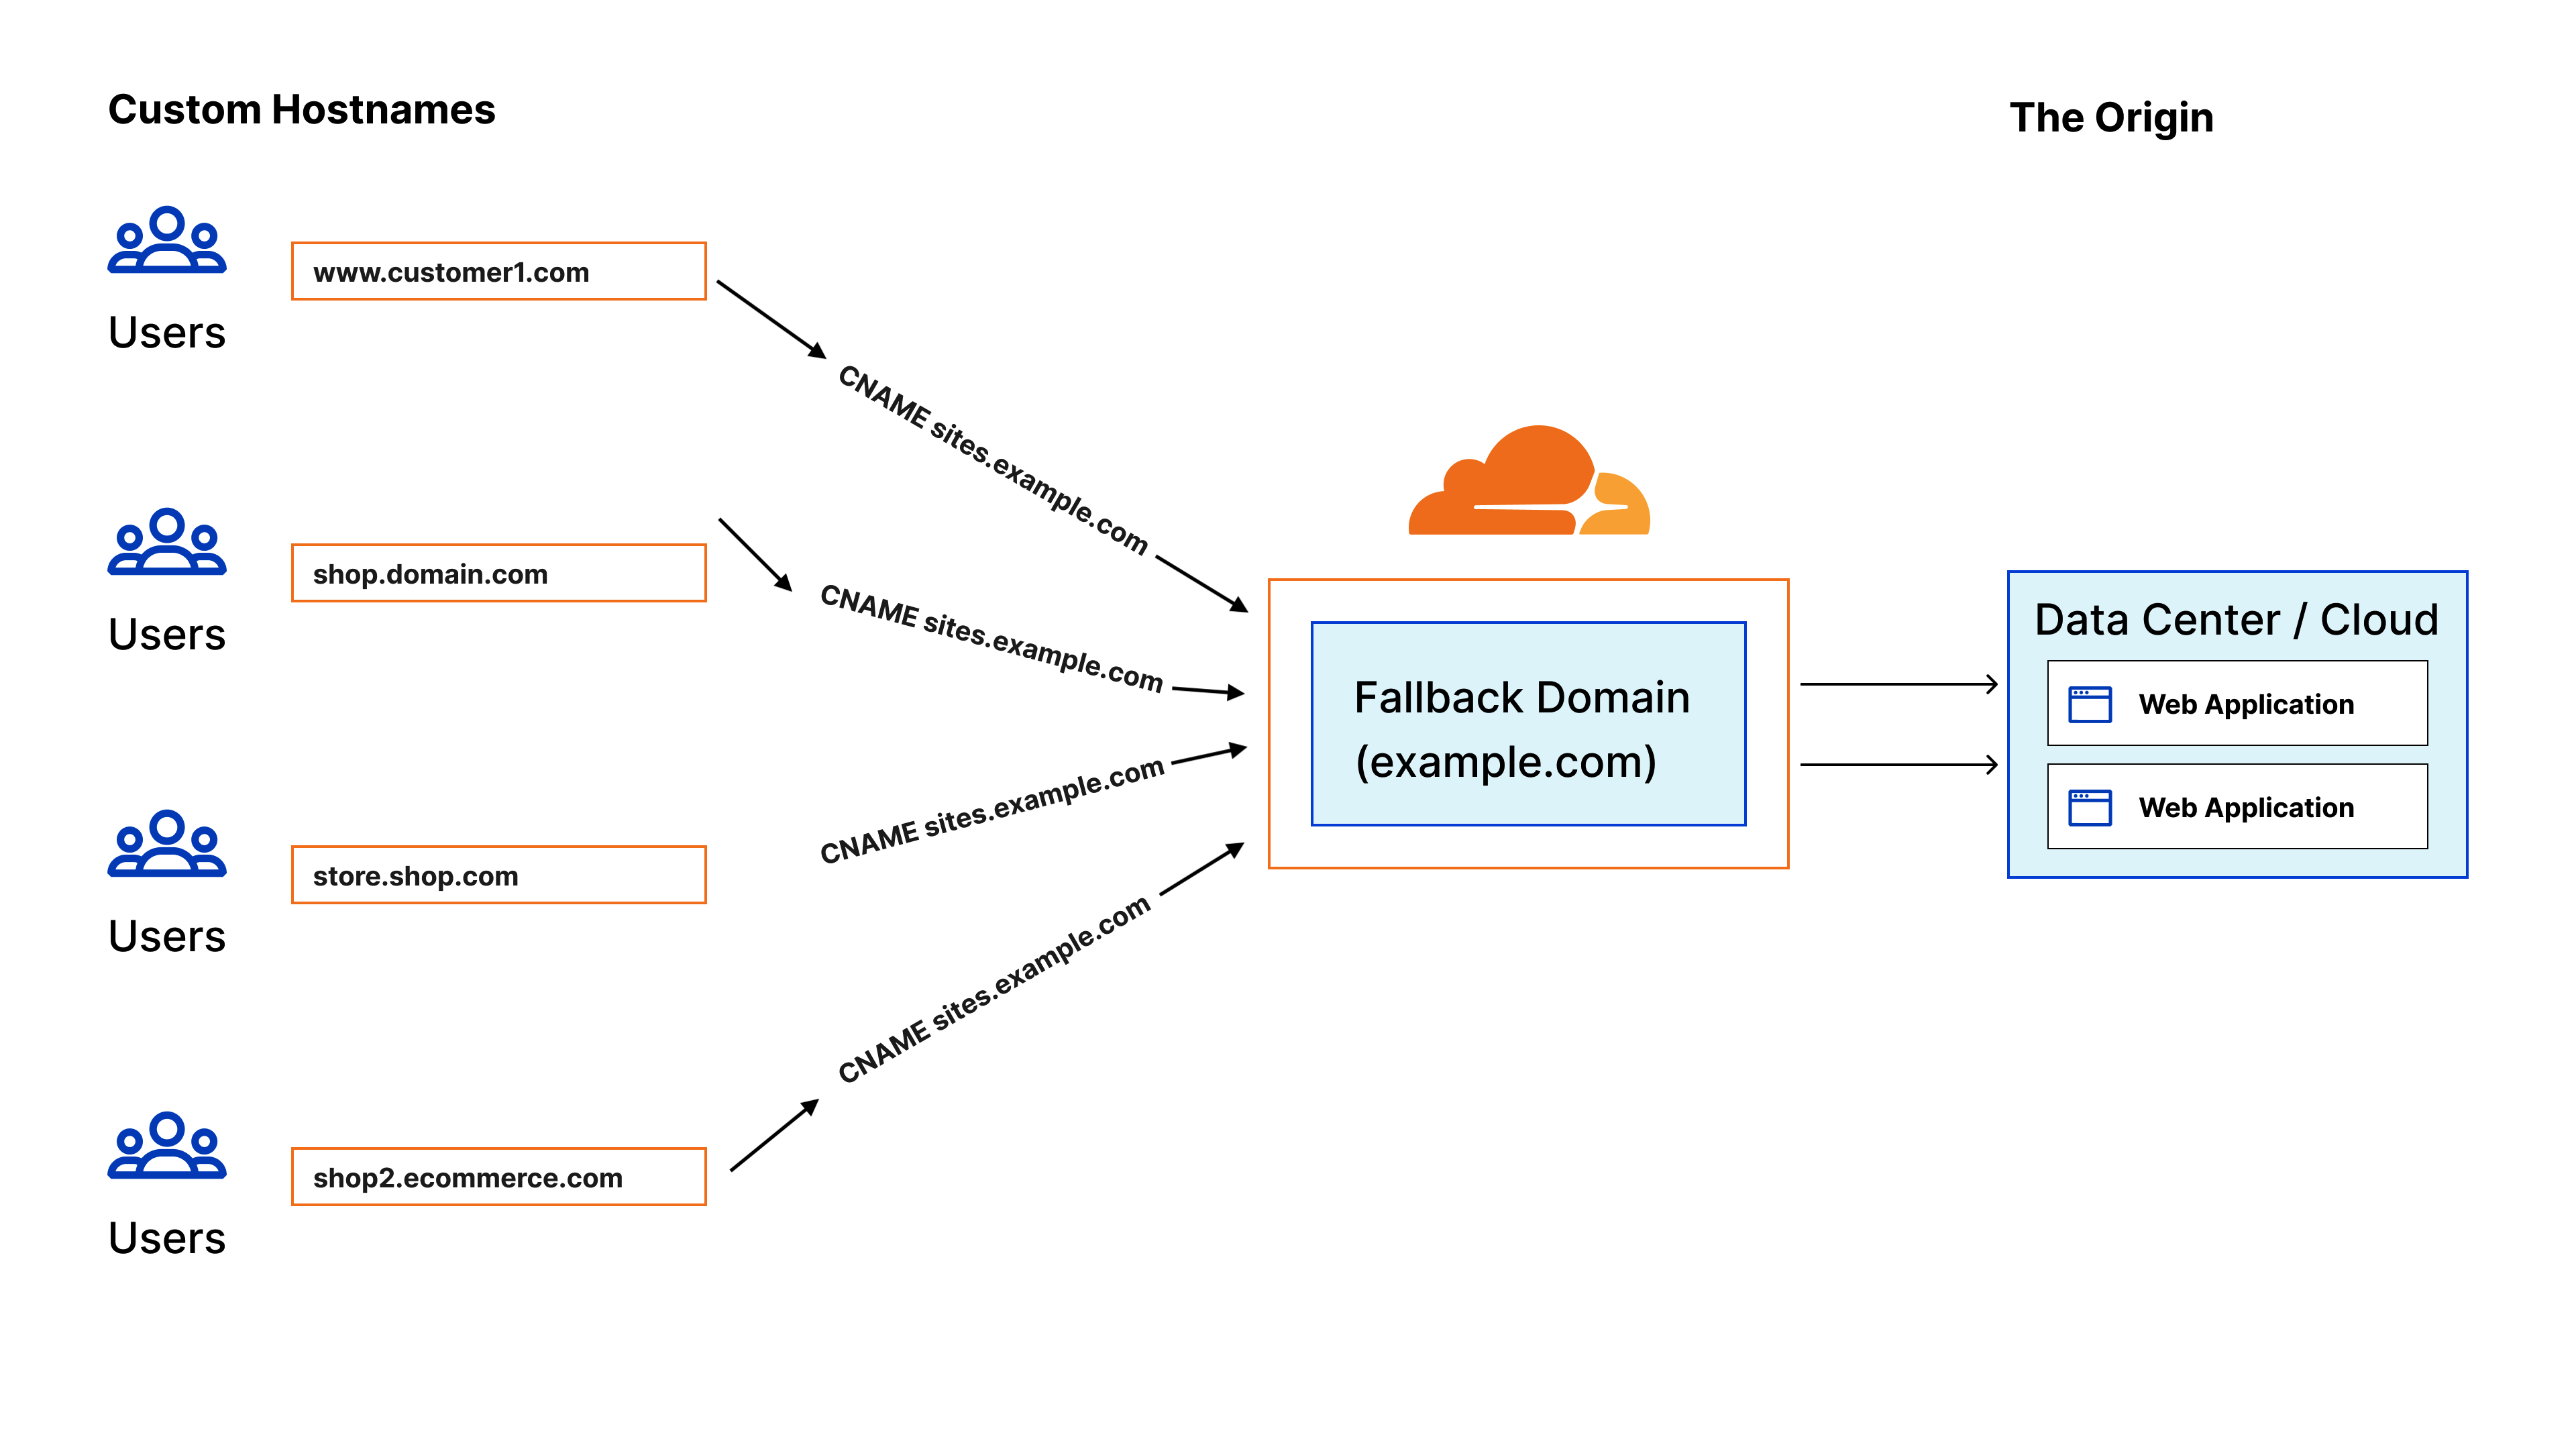 Custom Hostnames
The Origin
Users
www.customer1.com
CNAME sites.example.com
Users
shop.domain.com
CNAME sites.example.com
Users
store.shop.com
CNAME sites.example.com
Users
shop2.ecommerce.com
CNAME sites.example.com
Fallback Domain
(example.com)
Data Center / Cloud
Web Application
Web Application